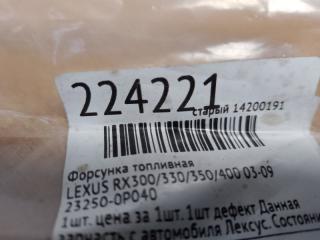 224221
старый 14200191
Форсунка топливная
LEXUS RX300/330/350/400 03-09
23250-0P040
1шт. цена за 1шт. 1шт дефект Данная
запчасть с автомобиля Лексус. Состояни